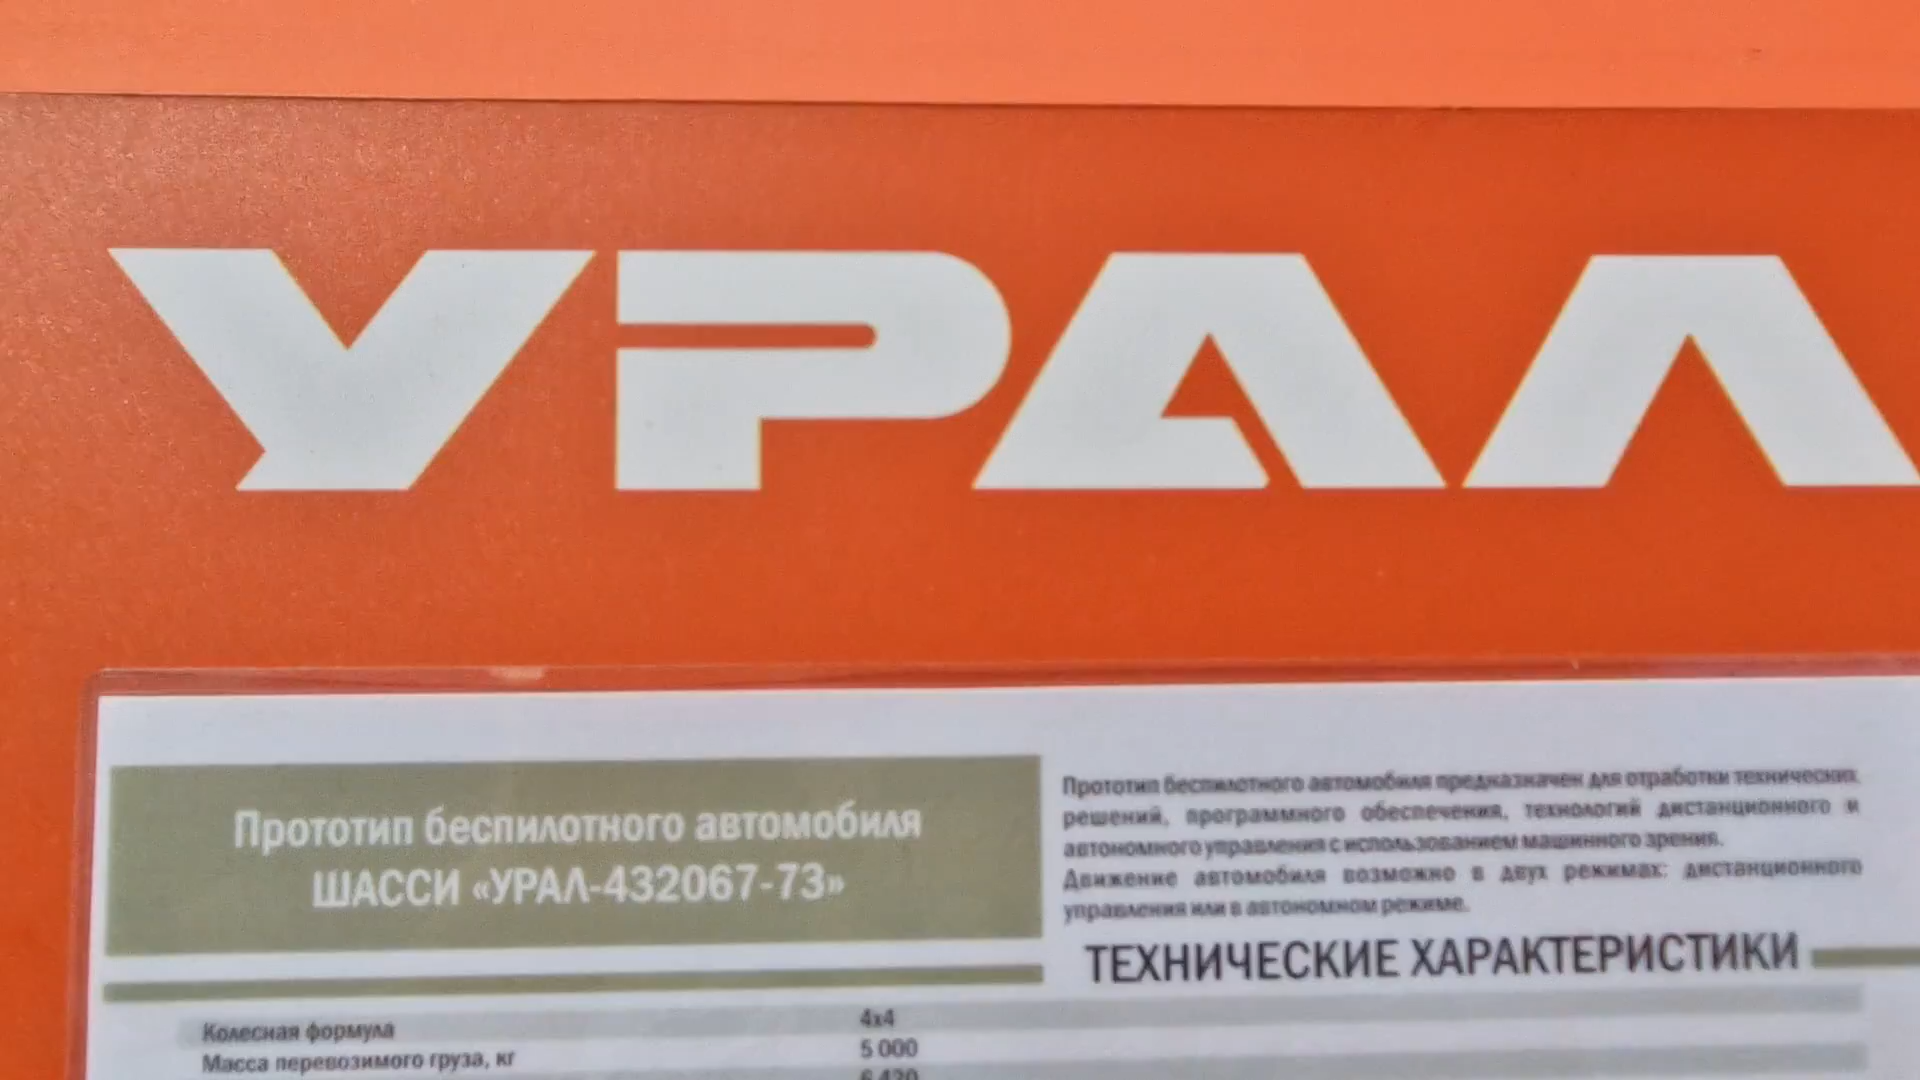 УРАЛ
Прототип беспилотного автомобиля
ШАССИ «УРАЛ-432067-73»
Прототип беспилотного автомобиля предназначен для отработки технических
решений, программного обеспечения, технологий дистанционного и
автономного управления с использованием машинного зрения.
Движение автомобиля возможно в двух режимах: дистанционного
управления или в автономном режиме.
ТЕХНИЧЕСКИЕ ХАРАКТЕРИСТИКИ
Колесная формула 4х4
Масса перевозимого груза, кг 5 000